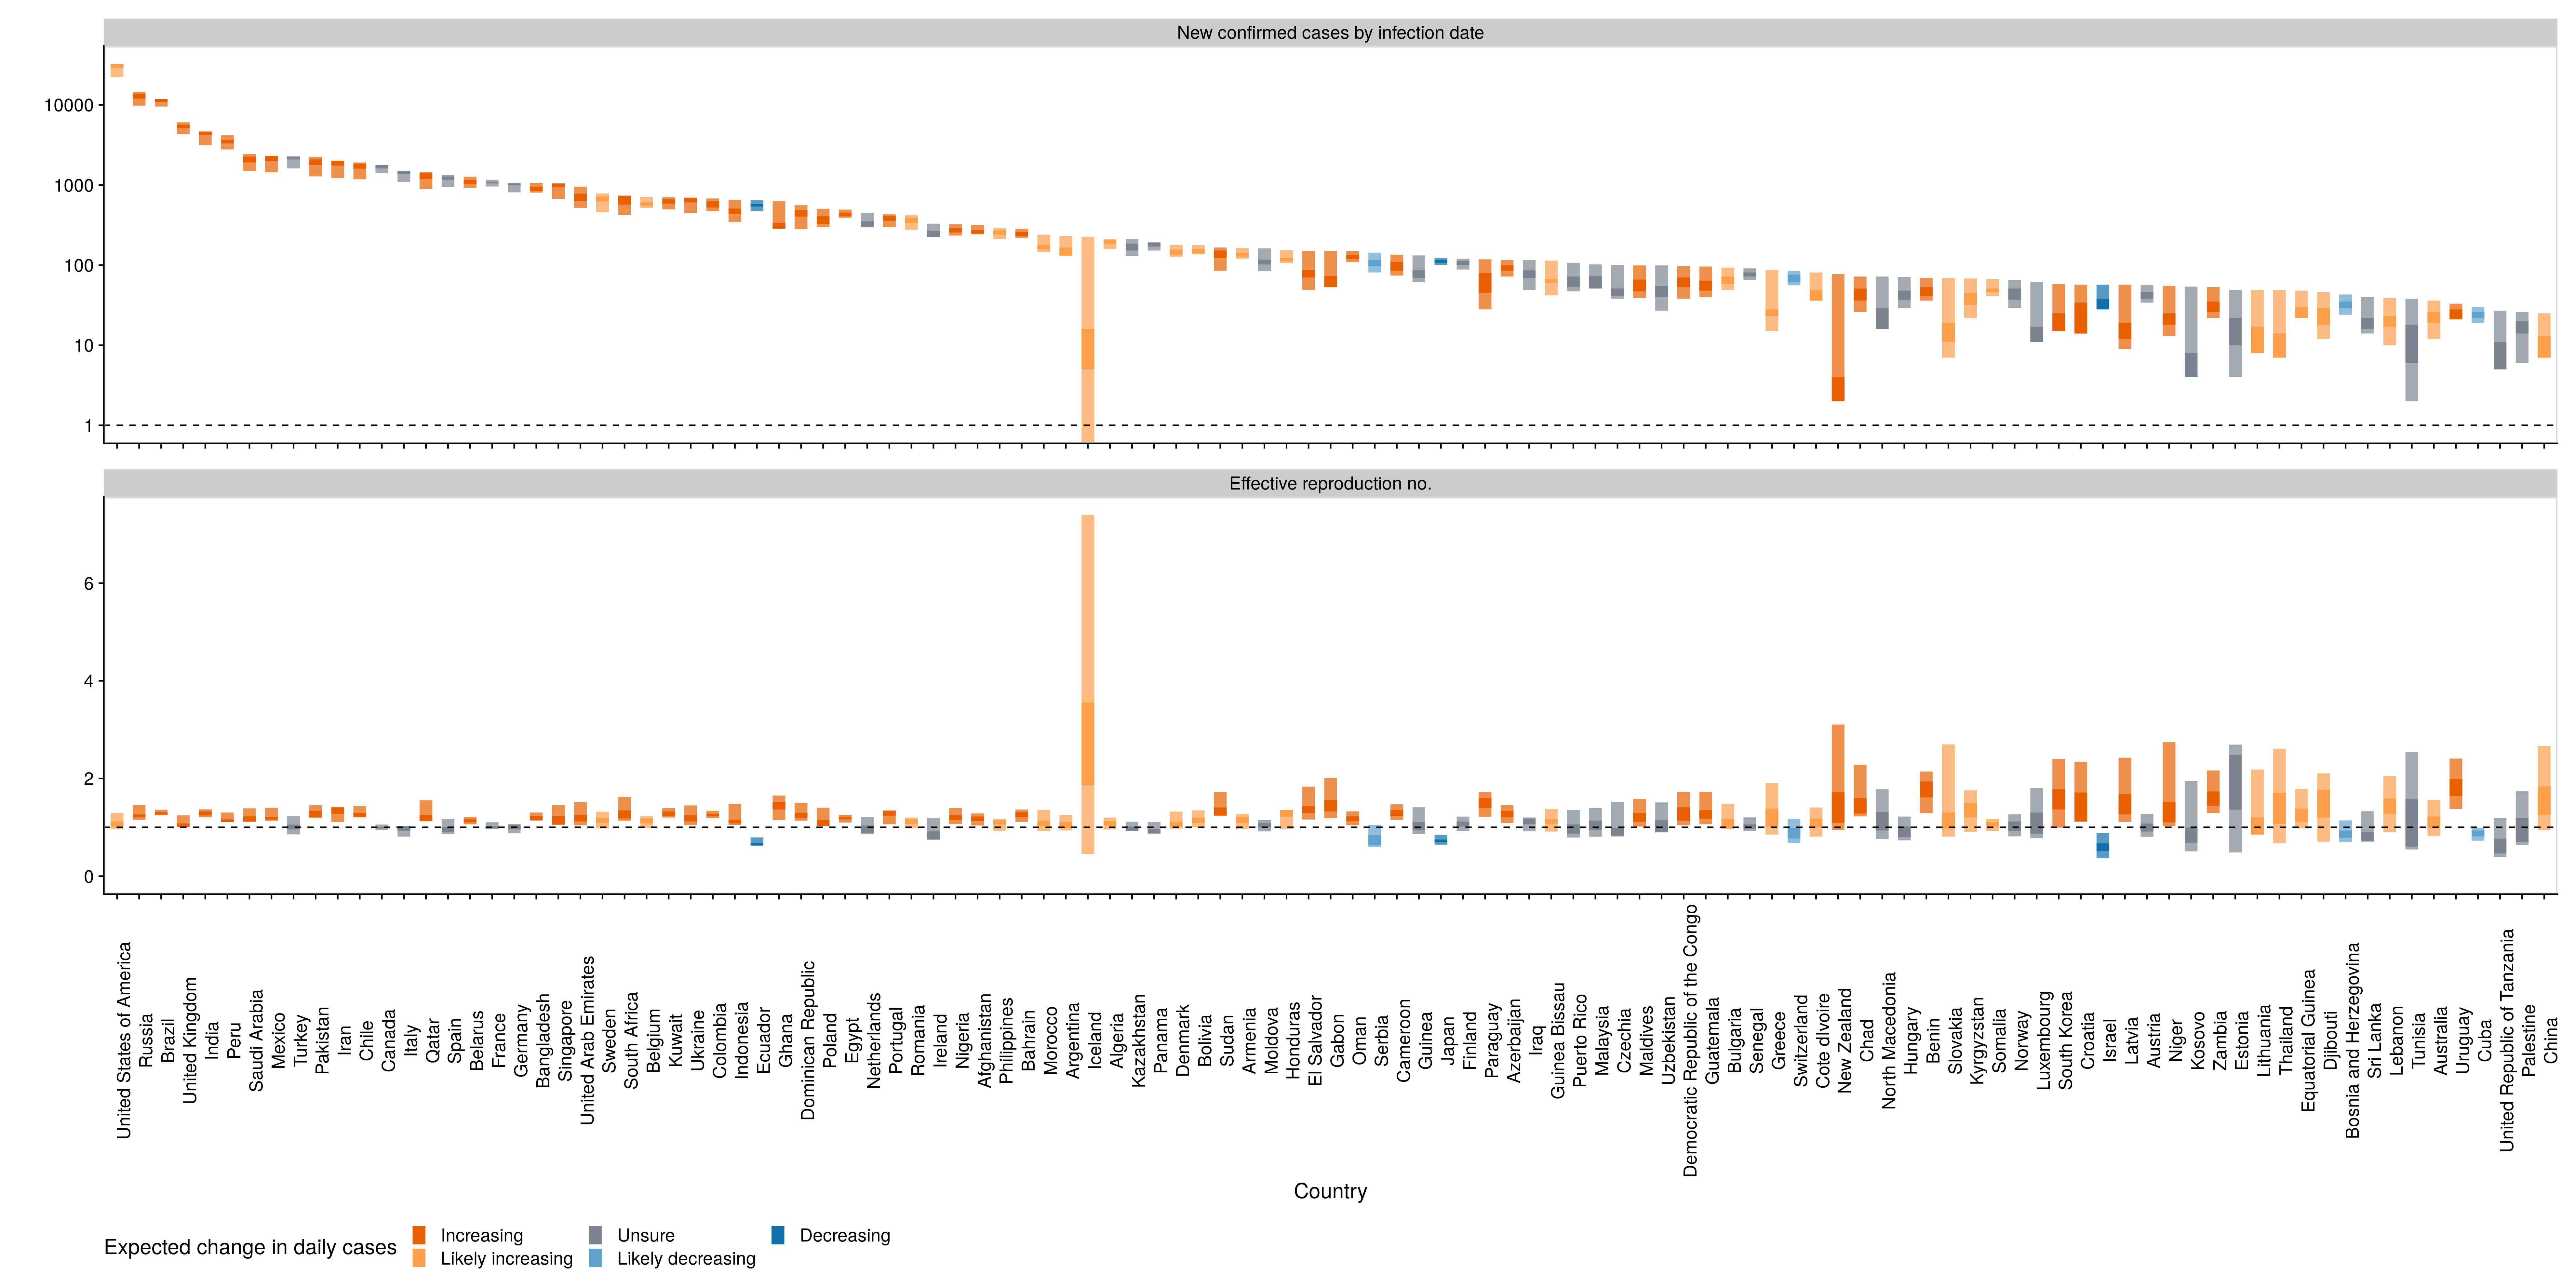 New confirmed cases by infection date
10000
1000
100
10
1
Effective reproduction no.
6
4
2
0
United States of America
Russia
Brazil
United Kingdom
India
Peru
Saudi Arabia
Mexico
Turkey
Pakistan
Iran
Chile
Canada
Italy
Qatar
Spain
Belarus
France
Germany
Bangladesh
Singapore
United Arab Emirates
Sweden
South Africa
Belgium
Kuwait
Ukraine
Colombia
Indonesia
Ecuador
Ghana
Dominican Republic
Poland
Egypt
Netherlands
Portugal
Romania
Ireland
Nigeria
Afghanistan
Philippines
Bahrain
Morocco
Argentina
Iceland
Algeria
Kazakhstan
Panama
Denmark
Bolivia
Sudan
Armenia
Moldova
Honduras
El Salvador
Gabon
Oman
Serbia
Cameroon
Guinea
Japan
Finland
Paraguay
Azerbaijan
Iraq
Guinea Bissau
Puerto Rico
Malaysia
Czechia
Maldives
Uzbekistan
Democratic Republic of the Congo
Guatemala
Bulgaria
Senegal
Greece
Switzerland
Cote dIvoire
New Zealand
Chad
North Macedonia
Hungary
Benin
Slovakia
Kyrgyzstan
Somalia
Norway
Luxembourg
South Korea
Croatia
Israel
Latvia
Austria
Niger
Kosovo
Zambia
Estonia
Lithuania
Thailand
Equatorial Guinea
Djibouti
Bosnia and Herzegovina
Sri Lanka
Lebanon
Tunisia
Australia
Uruguay
Cuba
United Republic of Tanzania
Palestine
China
Country
Expected change in daily cases
Increasing
Likely increasing
Unsure
Likely decreasing
Decreasing